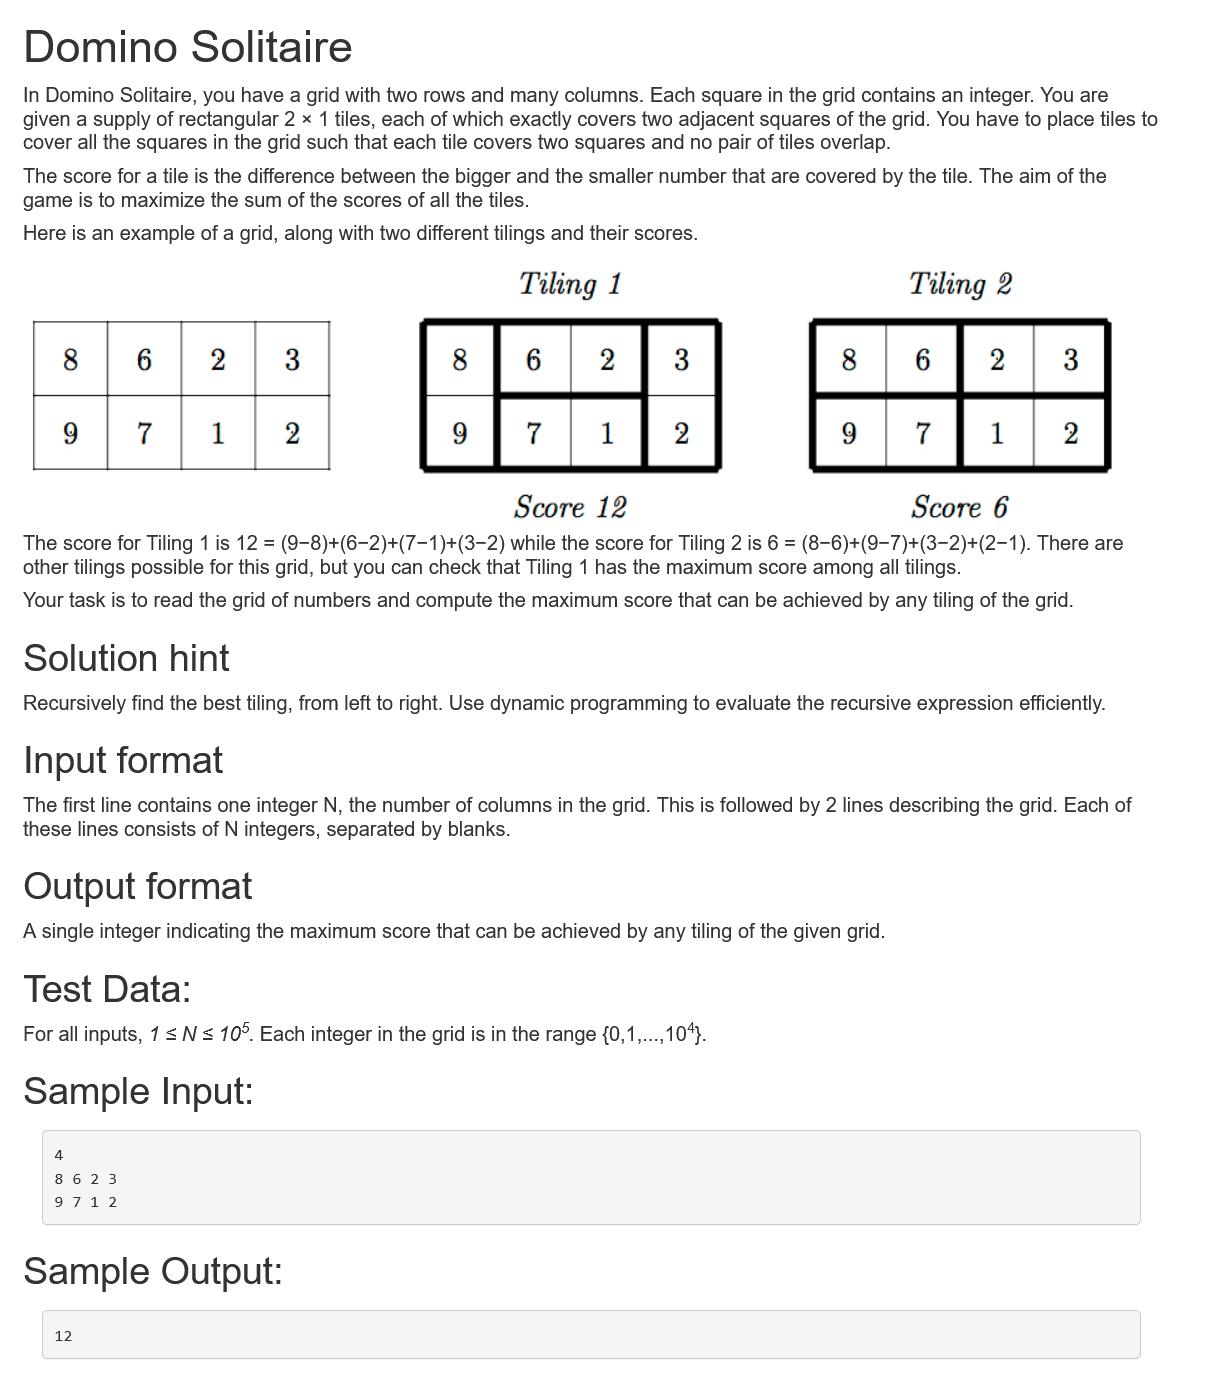 Domino Solitaire
In Domino Solitaire, you have a grid with two rows and many columns. Each square in the grid contains an integer. You are
given a supply of rectangular 2 × 1 tiles, each of which exactly covers two adjacent squares of the grid. You have to place tiles to
cover all the squares in the grid such that each tile covers two squares and no pair of tiles overlap.
The score for a tile is the difference between the bigger and the smaller number that are covered by the tile. The aim of the
game is to maximize the sum of the scores of all the tiles.
Here is an example of a grid, along with two different tilings and their scores.
Tiling 1 Tiling 2
8 6 2 3 8 6 2 3 8 6 2 3
9 7 1 2 9 7 1 2 9 7 1 2
Score 12 Score 6
The score for Tiling 1 is 12 = (9−8)+(6−2)+(7−1)+(3−2) while the score for Tiling 2 is 6 = (8−6)+(9−7)+(3−2)+(2−1). There are
other tilings possible for this grid, but you can check that Tiling 1 has the maximum score among all tilings.
Your task is to read the grid of numbers and compute the maximum score that can be achieved by any tiling of the grid.
Solution hint
Recursively find the best tiling, from left to right. Use dynamic programming to evaluate the recursive expression efficiently.
Input format
The first line contains one integer N, the number of columns in the grid. This is followed by 2 lines describing the grid. Each of
these lines consists of N integers, separated by blanks.
Output format
A single integer indicating the maximum score that can be achieved by any tiling of the given grid.
Test Data:
For all inputs, 1 ≤ N ≤ 10⁵. Each integer in the grid is in the range {0,1,...,10⁴}.
Sample Input:
4
8 6 2 3
9 7 1 2
Sample Output:
12